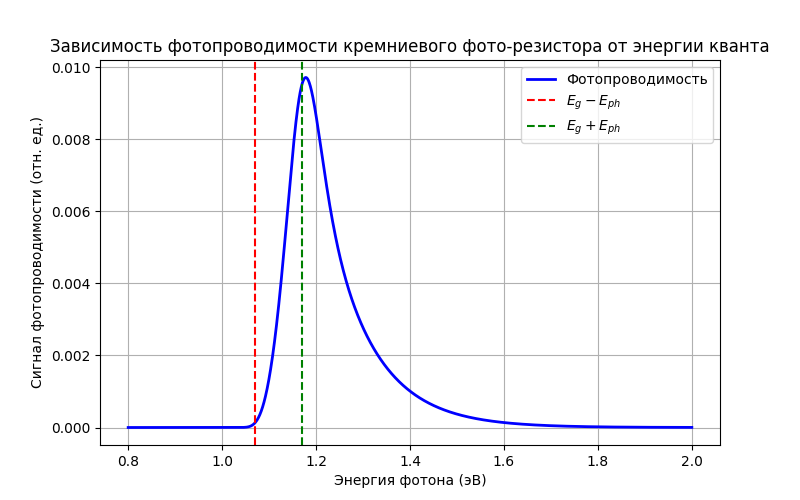 Зависимость фотопроводимости кремниевого фото-резистора от энергии кванта
Фотопроводимость
E_g − E_ph
E_g + E_ph
Сигнал фотопроводимости (отн. ед.)
0.010
0.008
0.006
0.004
0.002
0.000
0.8 1.0 1.2 1.4 1.6 1.8 2.0
Энергия фотона (эВ)